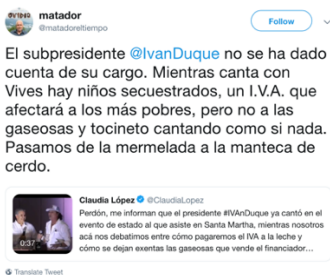 matador
@matadoreltiempo
Follow
El subpresidente @IvanDuque no se ha dado
cuenta de su cargo. Mientras canta con
Vives hay niños secuestrados, un I.V.A. que
afectará a los más pobres, pero no a las
gaseosas y tocineto cantando como si nada.
Pasamos de la mermelada a la manteca de
cerdo.
Claudia López @ClaudiaLopez
Perdón, me informan que el presidente #IVAnDuque ya cantó en el
evento de estado al que asiste en Santa Marta, mientras nosotros
acá nos debatimos entre cómo pagaremos el IVA a la leche y
cómo se dejan exentas las gaseosas que vende el financiador...
0:37
Translate Tweet